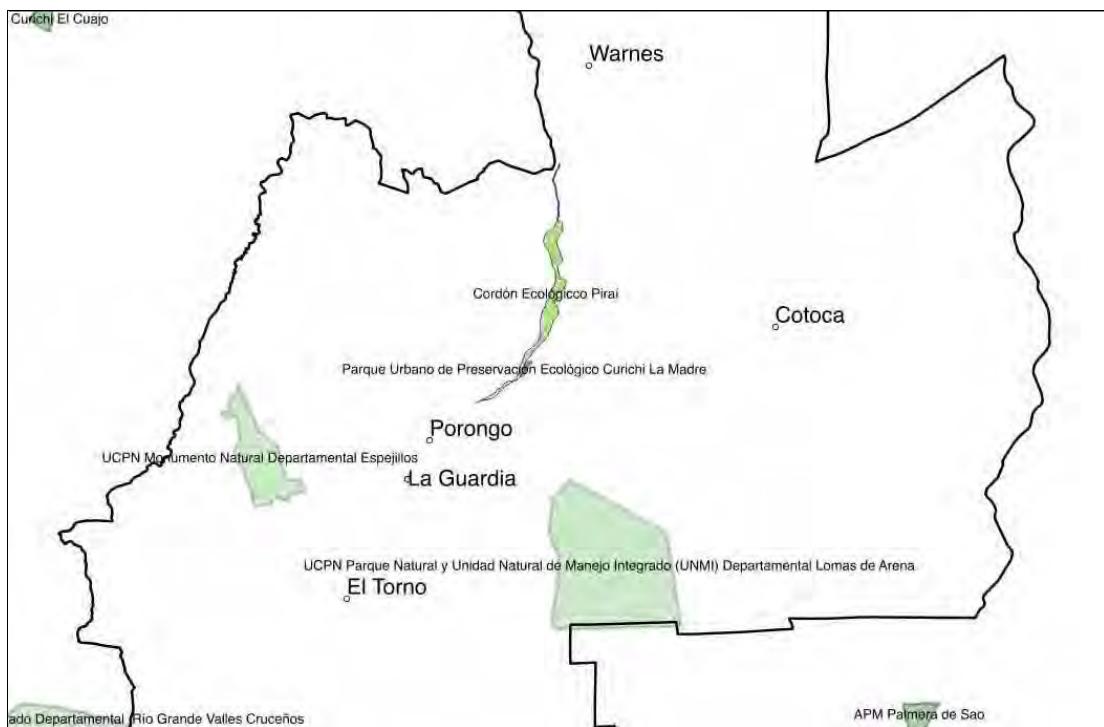 Curichi El Cuajo
Warnes
Cordón Ecológicco Piraí
Cotoca
Parque Urbano de Preservación Ecológico Curichi La Madre
Porongo
UCPN Monumento Natural Departamental Espejillos
La Guardia
UCPN Parque Natural y Unidad Natural de Manejo Integrado (UNMI) Departamental Lomas de Arena
El Torno
ado Departamental Rio Grande Valles Cruceños
APM Palmera de Sao